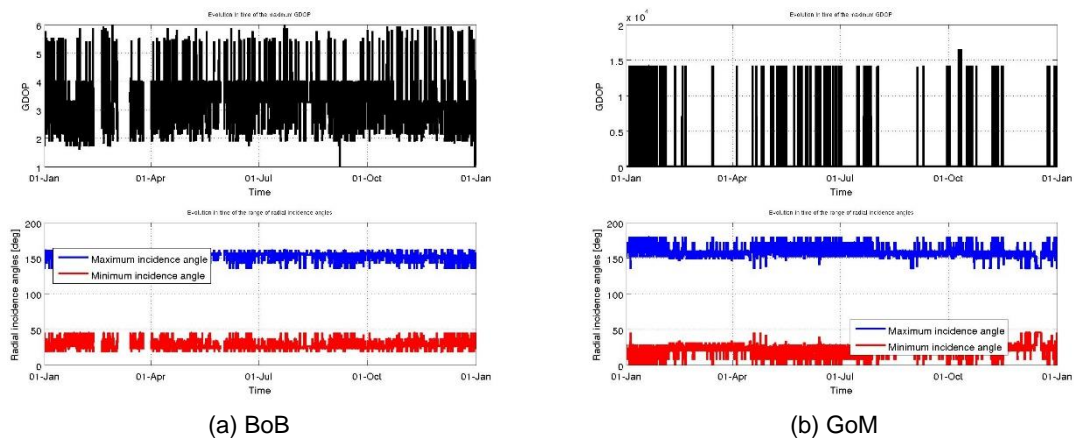 Evolution in time of the maximum GDOP
6
5
4
3
2
1
GDOP
01-Jan 01-Apr 01-Jul 01-Oct 01-Jan
Time
Evolution in time of the range of radial incidence angles
200
150
100
50
0
Radial incidence angles [deg]
Maximum incidence angle
Minimum incidence angle
01-Jan 01-Apr 01-Jul 01-Oct 01-Jan
Time
(a) BoB
Evolution in time of the maximum GDOP
x 10⁴
2
1.5
1
0.5
0
GDOP
01-Jan 01-Apr 01-Jul 01-Oct 01-Jan
Time
Evolution in time of the range of radial incidence angles
200
150
100
50
0
Radial incidence angles [deg]
Maximum incidence angle
Minimum incidence angle
01-Jan 01-Apr 01-Jul 01-Oct 01-Jan
Time
(b) GoM